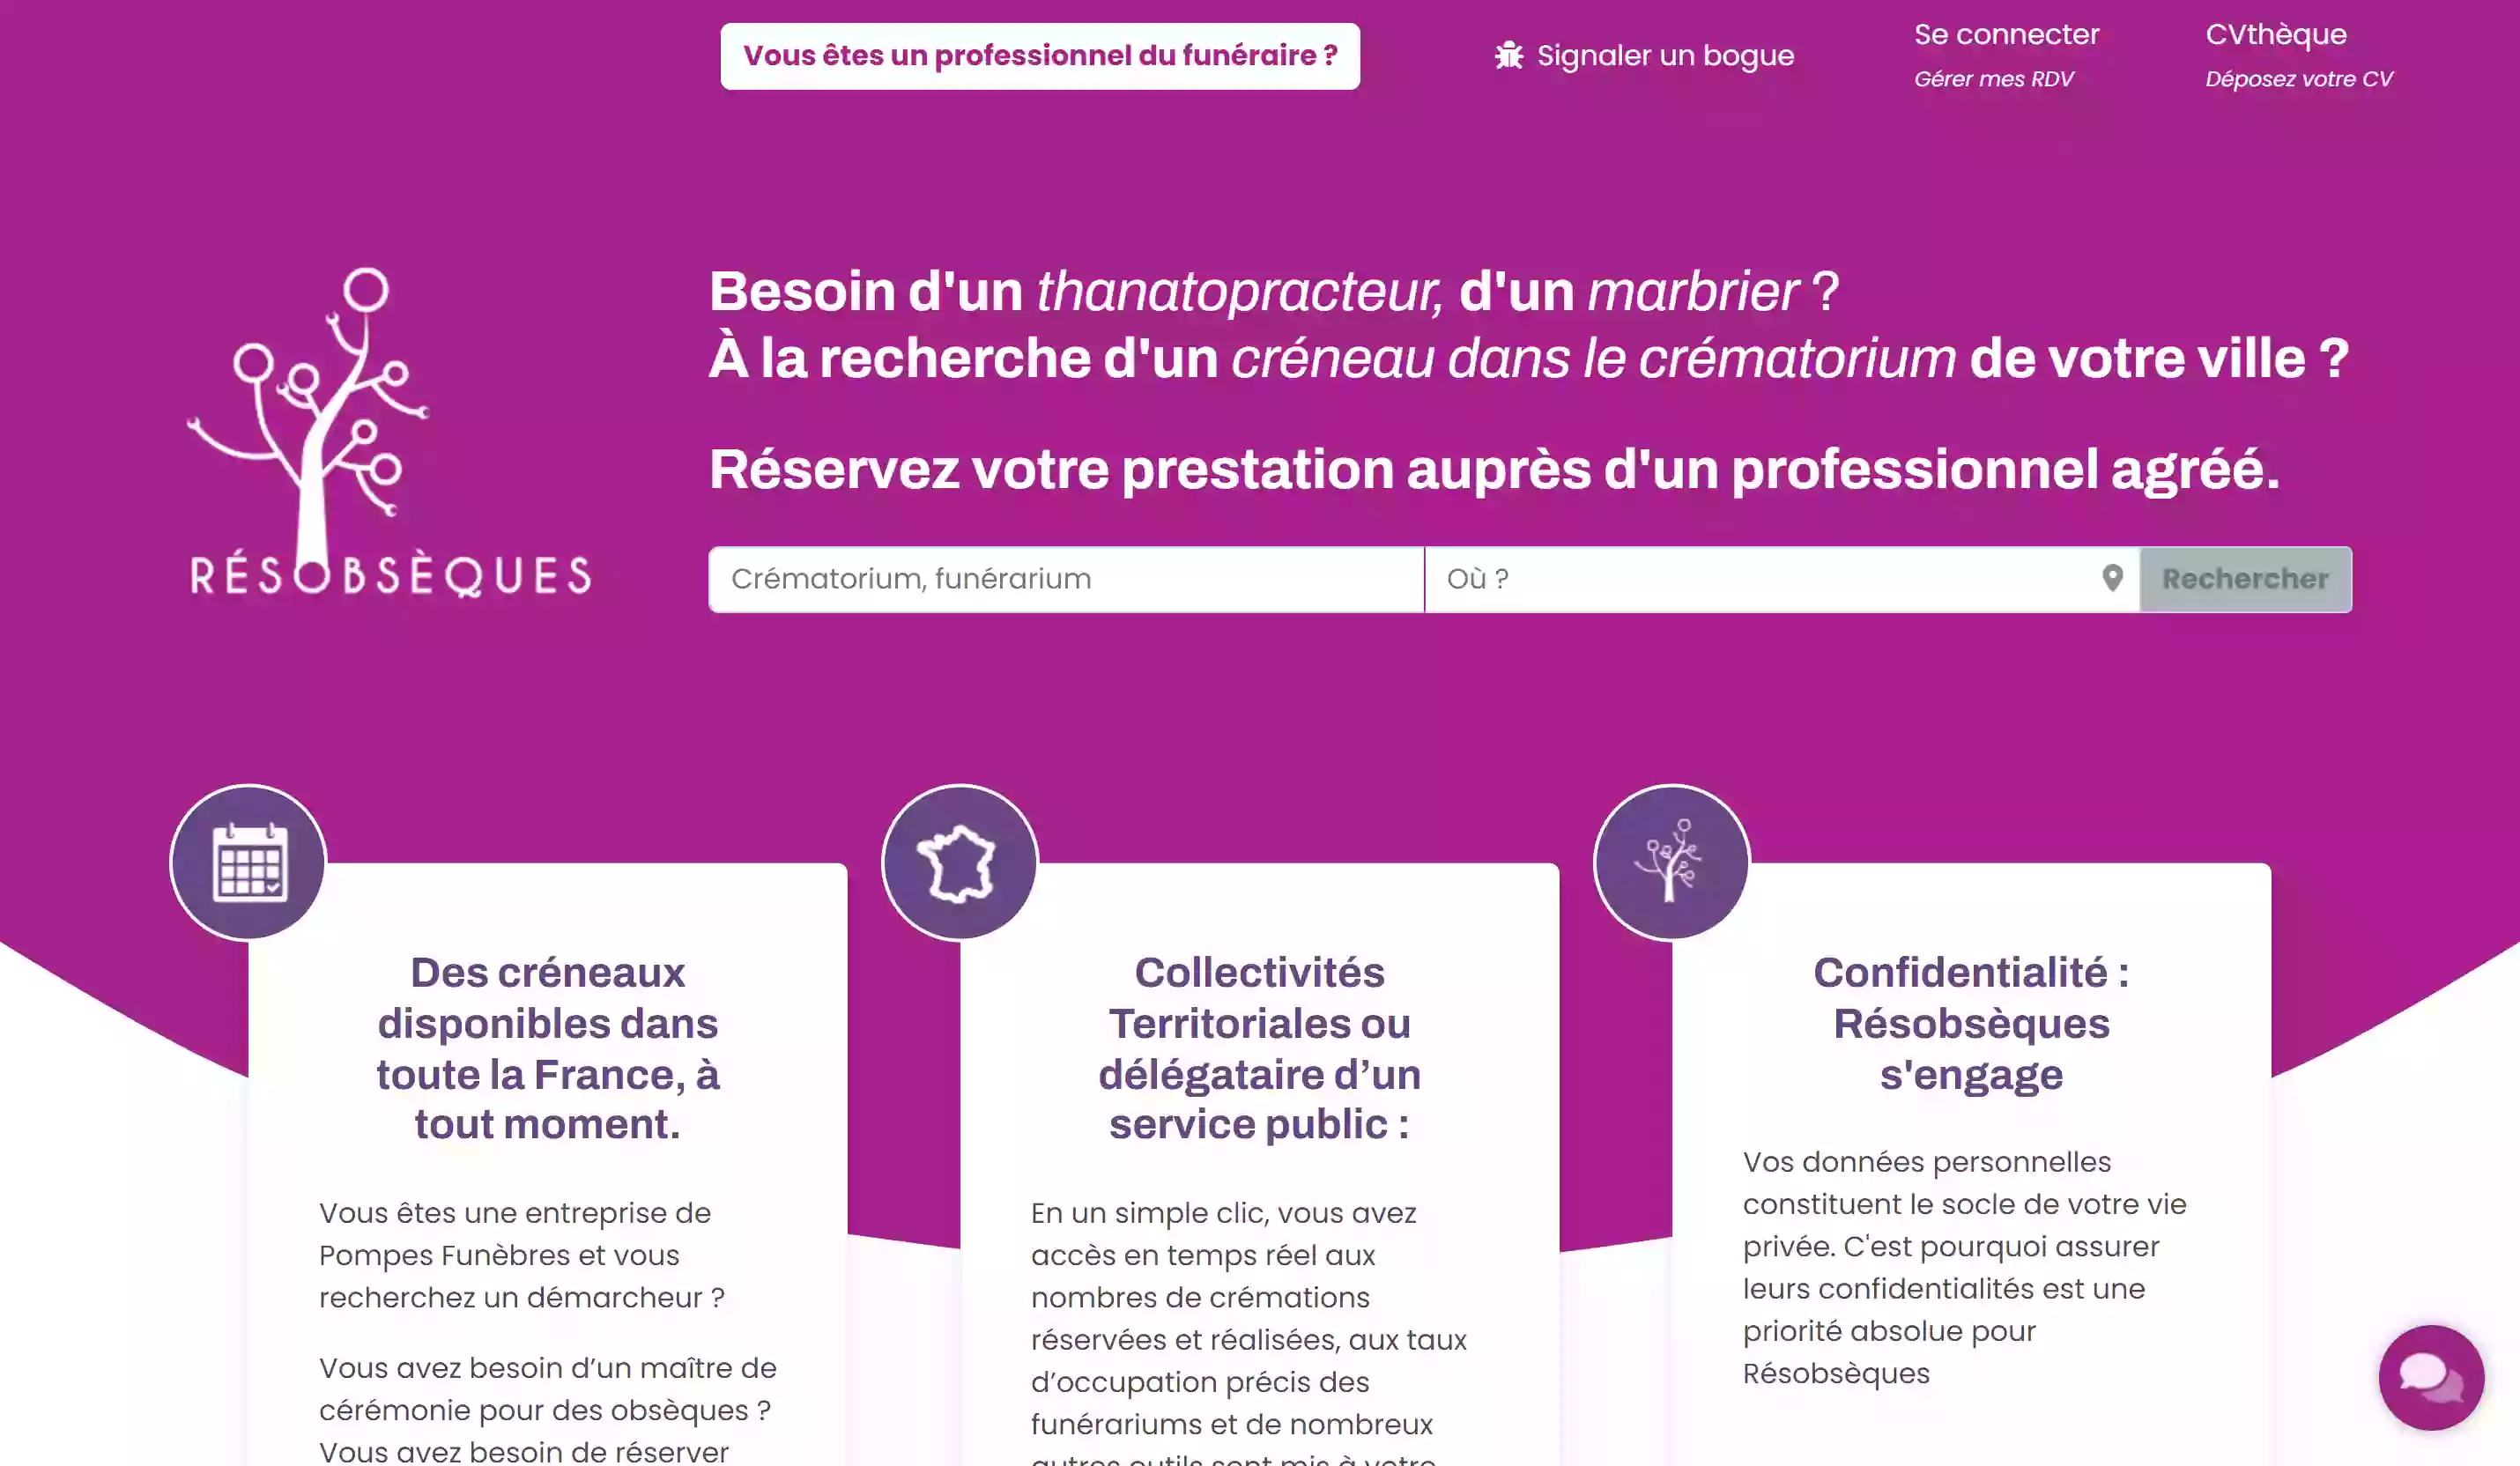 Vous êtes un professionnel du funéraire ?
Signaler un bogue
Se connecter
Gérer mes RDV
CVthèque
Déposez votre CV
Besoin d'un thanatopracteur, d'un marbrier ?
À la recherche d'un créneau dans le crématorium de votre ville ?
Réservez votre prestation auprès d'un professionnel agréé.
RÉSOBSÈQUES
Crématorium, funérarium
Où ?
Rechercher
Des créneaux
disponibles dans
toute la France, à
tout moment.
Vous êtes une entreprise de
Pompes Funèbres et vous
recherchez un démarcheur ?
Vous avez besoin d’un maître de
cérémonie pour des obsèques ?
Vous avez besoin de réserver
Collectivités
Territoriales ou
délégataire d’un
service public :
En un simple clic, vous avez
accès en temps réel aux
nombres de crémations
réservées et réalisées, aux taux
d’occupation précis des
funérariums et de nombreux
autres outils sont mis à votre
Confidentialité :
Résobsèques
s'engage
Vos données personnelles
constituent le socle de votre vie
privée. C'est pourquoi assurer
leurs confidentialités est une
priorité absolue pour
Résobsèques